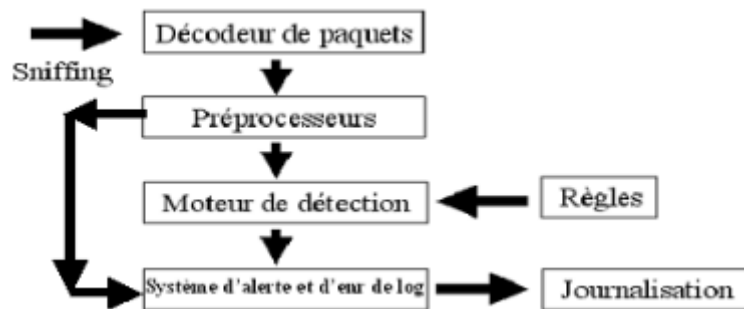 Décodeur de paquets
Sniffing
Préprocesseurs
Moteur de détection
Règles
Système d'alerte et d'enr de log
Journalisation